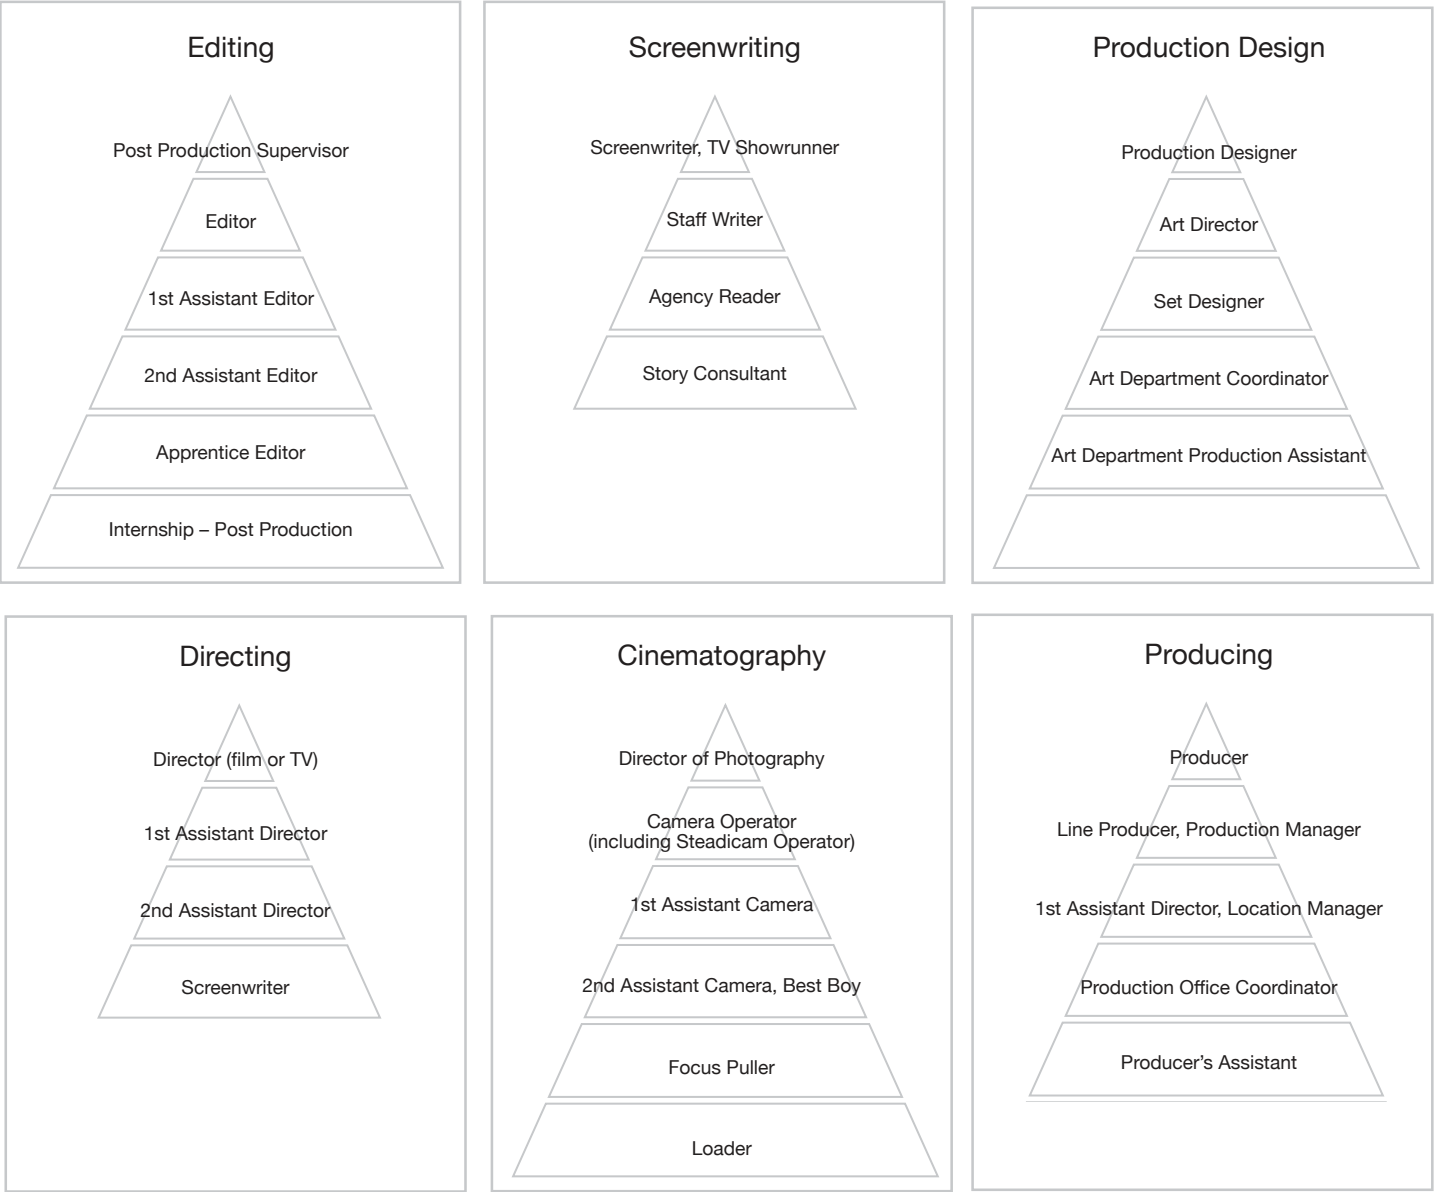 Editing
Post Production Supervisor
Editor
1st Assistant Editor
2nd Assistant Editor
Apprentice Editor
Internship – Post Production
Screenwriting
Screenwriter, TV Showrunner
Staff Writer
Agency Reader
Story Consultant
Production Design
Production Designer
Art Director
Set Designer
Art Department Coordinator
Art Department Production Assistant
Directing
Director (film or TV)
1st Assistant Director
2nd Assistant Director
Screenwriter
Cinematography
Director of Photography
Camera Operator
(including Steadicam Operator)
1st Assistant Camera
2nd Assistant Camera, Best Boy
Focus Puller
Loader
Producing
Producer
Line Producer, Production Manager
1st Assistant Director, Location Manager
Production Office Coordinator
Producer’s Assistant